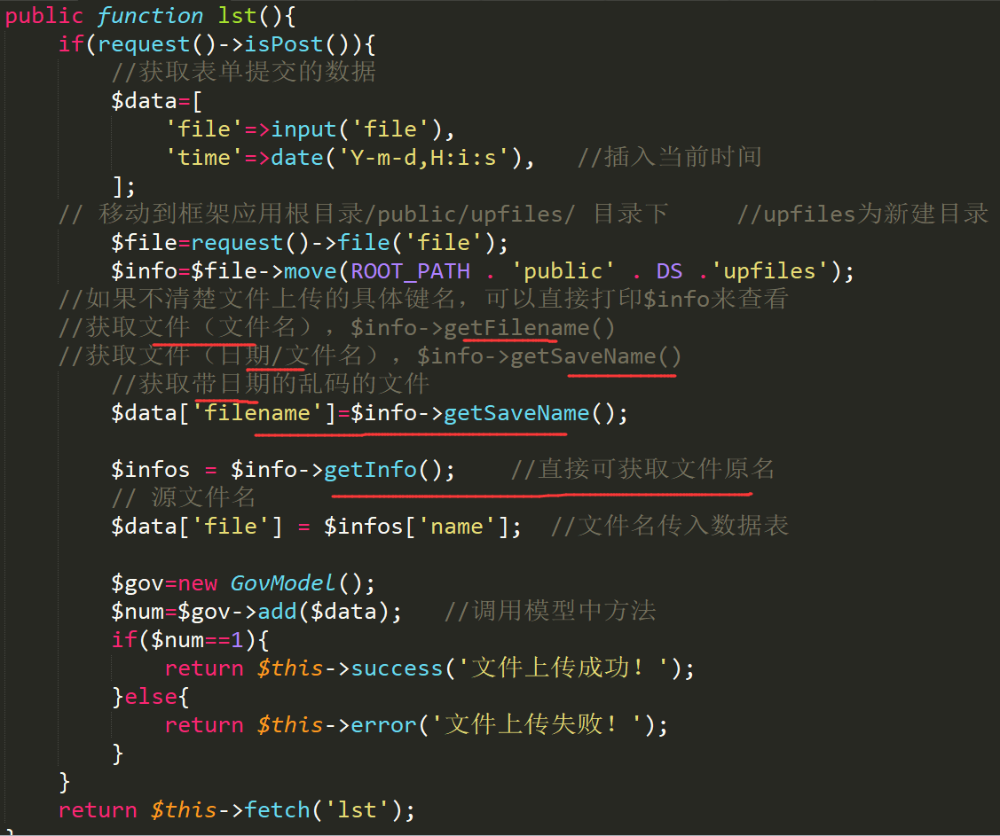 public function lst(){
if(request()->isPost()){
//获取表单提交的数据
$data=[
'file'=>input('file'),
'time'=>date('Y-m-d,H:i:s'), //插入当前时间
];
// 移动到框架应用根目录/public/upfiles/ 目录下 //upfiles为新建目录
$file=request()->file('file');
$info=$file->move(ROOT_PATH . 'public' . DS .'upfiles');
//如果不清楚文件上传的具体键名，可以直接打印$info来查看
//获取文件（文件名），$info->getFilename()
//获取文件（日期/文件名），$info->getSaveName()
//获取带日期的乱码的文件
$data['filename']=$info->getSaveName();
$infos = $info->getInfo(); //直接可获取文件原名
// 源文件名
$data['file'] = $infos['name']; //文件名传入数据表
$gov=new GovModel();
$num=$gov->add($data); //调用模型中方法
if($num==1){
return $this->success('文件上传成功！');
}else{
return $this->error('文件上传失败！');
}
}
return $this->fetch('lst');